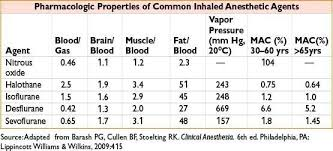 Pharmacologic Properties of Common Inhaled Anesthetic Agents
Agent Blood/Gas Brain/Blood Muscle/Blood Fat/Blood Vapor Pressure (mm Hg, 20°C) MAC (%) 30–60 yrs MAC (%) >65yrs
Nitrous oxide 0.46 1.1 1.2 2.3 — 104 —
Halothane 2.5 1.9 3.4 51 243 0.75 0.64
Isoflurane 1.4 1.6 2.9 45 248 1.2 1.0
Desflurane 0.42 1.3 2.0 27 669 6.6 5.2
Sevoflurane 0.65 1.7 3.1 48 157 1.8 1.45
Source: Adapted from Barash PG, Cullen BF, Stoelting RK. Clinical Anesthesia. 6th ed. Philadelphia, PA;
Lippincott Williams & Wilkins, 2009:415